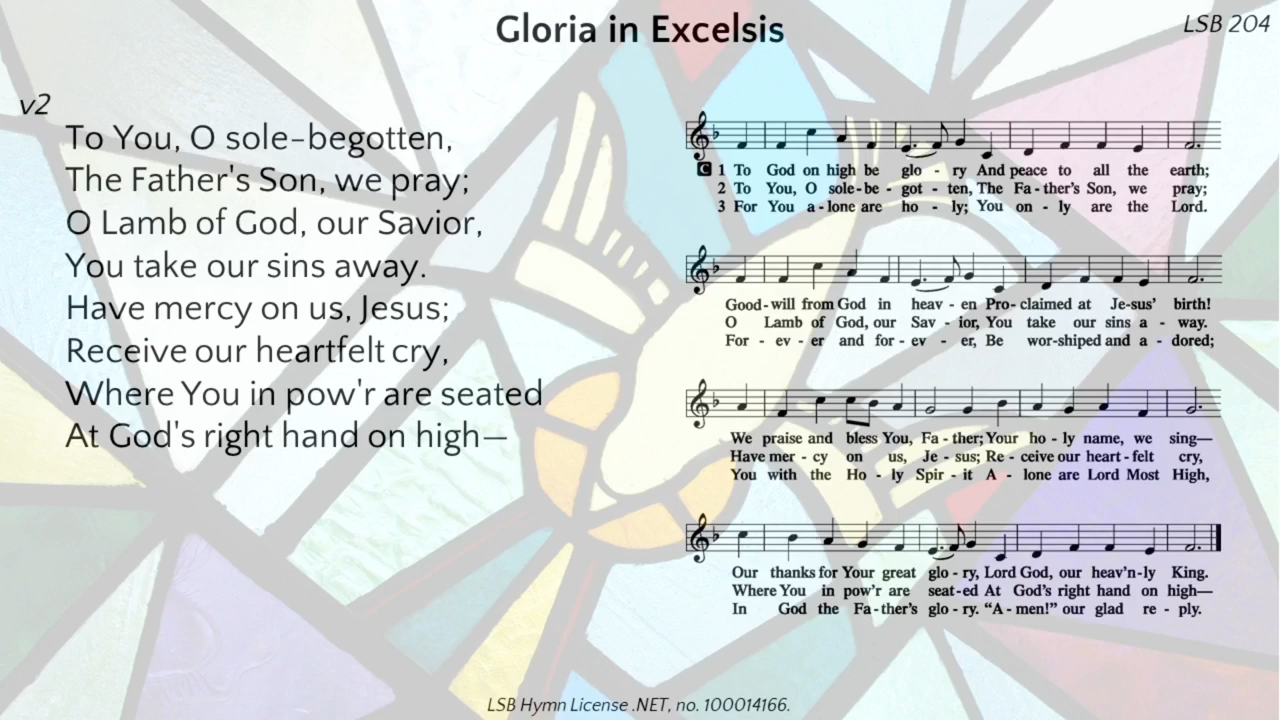 Gloria in Excelsis
LSB 204
v2
To You, O sole-begotten,
The Father's Son, we pray;
O Lamb of God, our Savior,
You take our sins away.
Have mercy on us, Jesus;
Receive our heartfelt cry,
Where You in pow'r are seated
At God's right hand on high—
C 1 To God on high be glo - ry And peace to all the earth;
2 To You, O sole-be - got - ten, The Fa - ther's Son, we pray;
3 For You a - lone are ho - ly; You on - ly are the Lord.
Good - will from God in heav - en Pro - claimed at Je-sus' birth!
O Lamb of God, our Sav - ior, You take our sins a - way.
For - ev - er and for - ev - er, Be wor-shiped and a - dored;
We praise and bless You, Fa - ther; Your ho - ly name, we sing—
Have mer - cy on us, Je - sus; Re - ceive our heart - felt cry,
You with the Ho - ly Spir - it A - lone are Lord Most High,
Our thanks for Your great glo - ry, Lord God, our heav'n-ly King.
Where You in pow'r are seat-ed At God's right hand on high—
In God the Fa - ther's glo - ry. “A - men!” our glad re - ply.
LSB Hymn License .NET, no. 100014166.